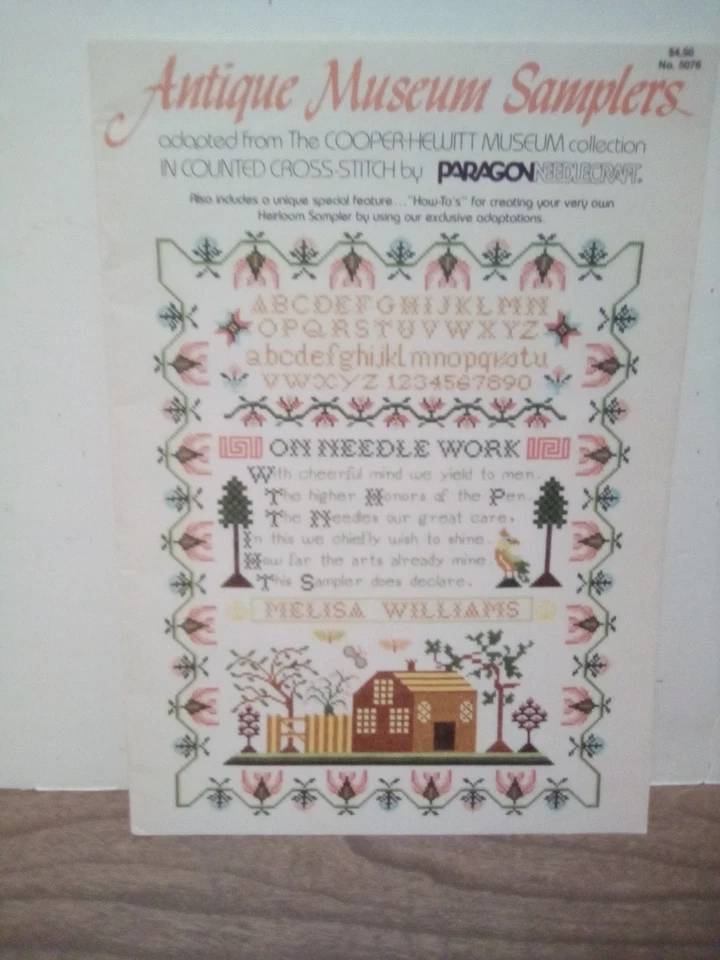 $4.50
No. 5076
Antique Museum Samplers
adapted from The COOPER-HEWITT MUSEUM collection
IN COUNTED CROSS-STITCH by PARAGON NEEDLECRAFT.
Also includes a unique special feature... "How-To's" for creating your very own
Heirloom Sampler by using our exclusive adaptations.
ABCDEFGHIJKLMN
OPQRSTUVWXYZ
abcdefghijklmnopqrstu
vwxyz 1234567890
ON NEEDLE WORK
With cheerful mind we yield to men.
The higher Honors of the Pen.
The Needles our great care.
In this we chiefly wish to shine.
How far the arts already mine.
This Sampler does declare.
MELISA WILLIAMS